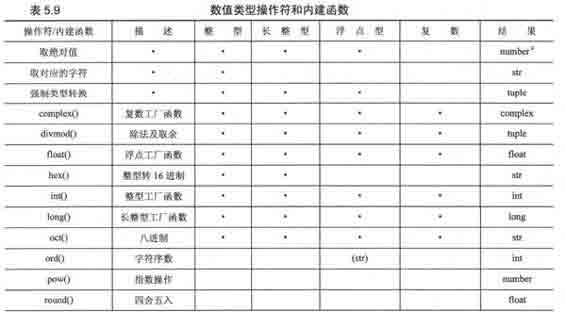 表 5.9 数值类型操作符和内建函数
操作符/内建函数 描 述 整 型 长 整 型 浮 点 型 复 数 结 果
取绝对值 • • • • number a
取对应的字符 • • str
强制类型转换 • • • • tuple
complex() 复数工厂函数 • • • • complex
divmod() 除法及取余 • • • • tuple
float() 浮点工厂函数 • • • • float
hex() 整型转 16 进制 • • str
int() 整型工厂函数 • • • • int
long() 长整型工厂函数 • • • • long
oct() 八进制 • • • • str
ord() 字符序数 (str) int
pow() 指数操作 number
round() 四舍五入 float